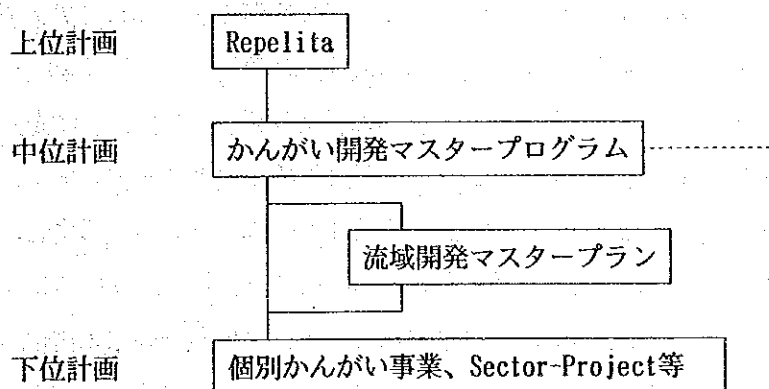 上位計画 Repelita
中位計画 かんがい開発マスタープログラム
流域開発マスタープラン
下位計画 個別かんがい事業、Sector-Project等